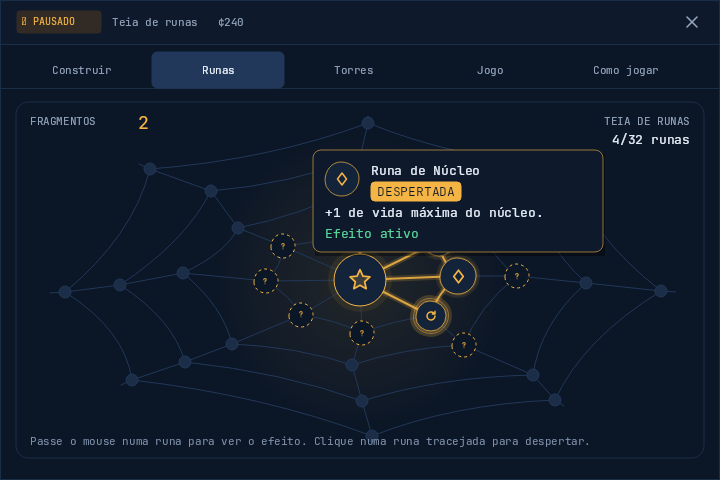 PAUSADO Teia de runas $240
Construir Runas Torres Jogo Como jogar
FRAGMENTOS 2
TEIA DE RUNAS
4/32 runas
Runa de Núcleo
DESPERTADA
+1 de vida máxima do núcleo.
Efeito ativo
?
?
?
?
?
?
Passe o mouse numa runa para ver o efeito. Clique numa runa tracejada para despertar.